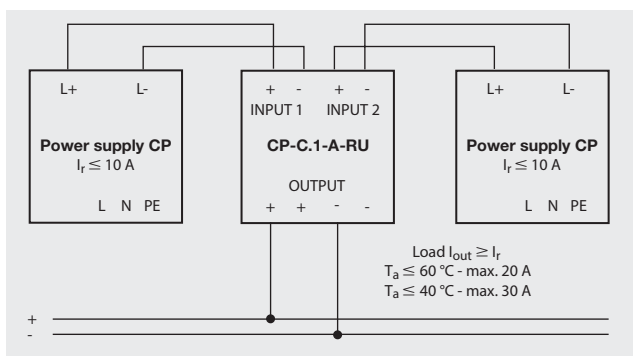 L+ L-
Power supply CP
Iᵣ ≤ 10 A
L N PE
+ - + -
INPUT 1 INPUT 2
CP-C.1-A-RU
OUTPUT
+ + - -
L+ L-
Power supply CP
Iᵣ ≤ 10 A
L N PE
Load Iout ≥ Iᵣ
Ta ≤ 60 °C - max. 20 A
Ta ≤ 40 °C - max. 30 A
+
-